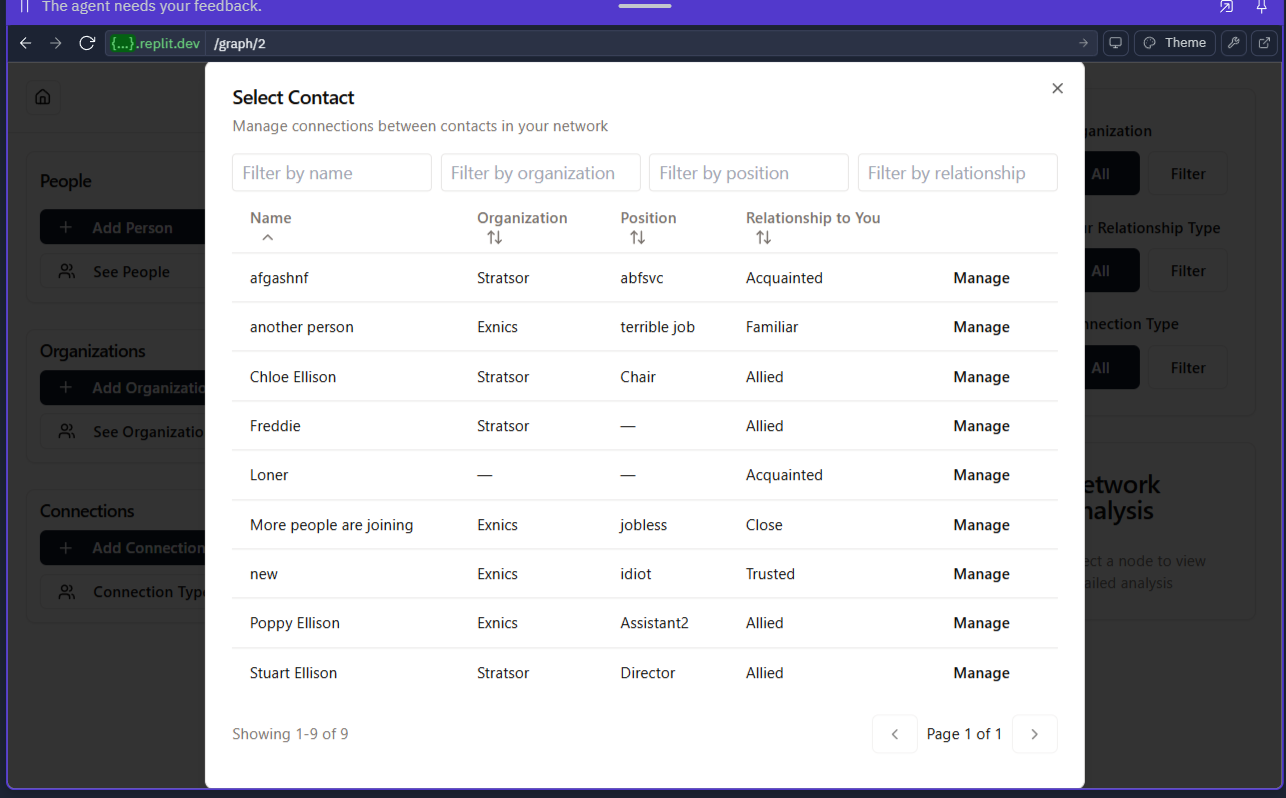 The agent needs your feedback.
{...}.replit.dev /graph/2
Theme
Select Contact
Manage connections between contacts in your network
Filter by name
Filter by organization
Filter by position
Filter by relationship
Name
Organization
Position
Relationship to You
afgashnf Stratsor abfsvc Acquainted Manage
another person Exnics terrible job Familiar Manage
Chloe Ellison Stratsor Chair Allied Manage
Freddie Stratsor — Allied Manage
Loner — — Acquainted Manage
More people are joining Exnics jobless Close Manage
new Exnics idiot Trusted Manage
Poppy Ellison Exnics Assistant2 Allied Manage
Stuart Ellison Stratsor Director Allied Manage
Showing 1-9 of 9
Page 1 of 1
People
Add Person
See People
Organizations
Add Organizatio
See Organizatio
Connections
Add Connection
Connection Type
ganization
All
Filter
r Relationship Type
All
Filter
nnection Type
All
Filter
etwork
nalysis
ect a node to view
ailed analysis